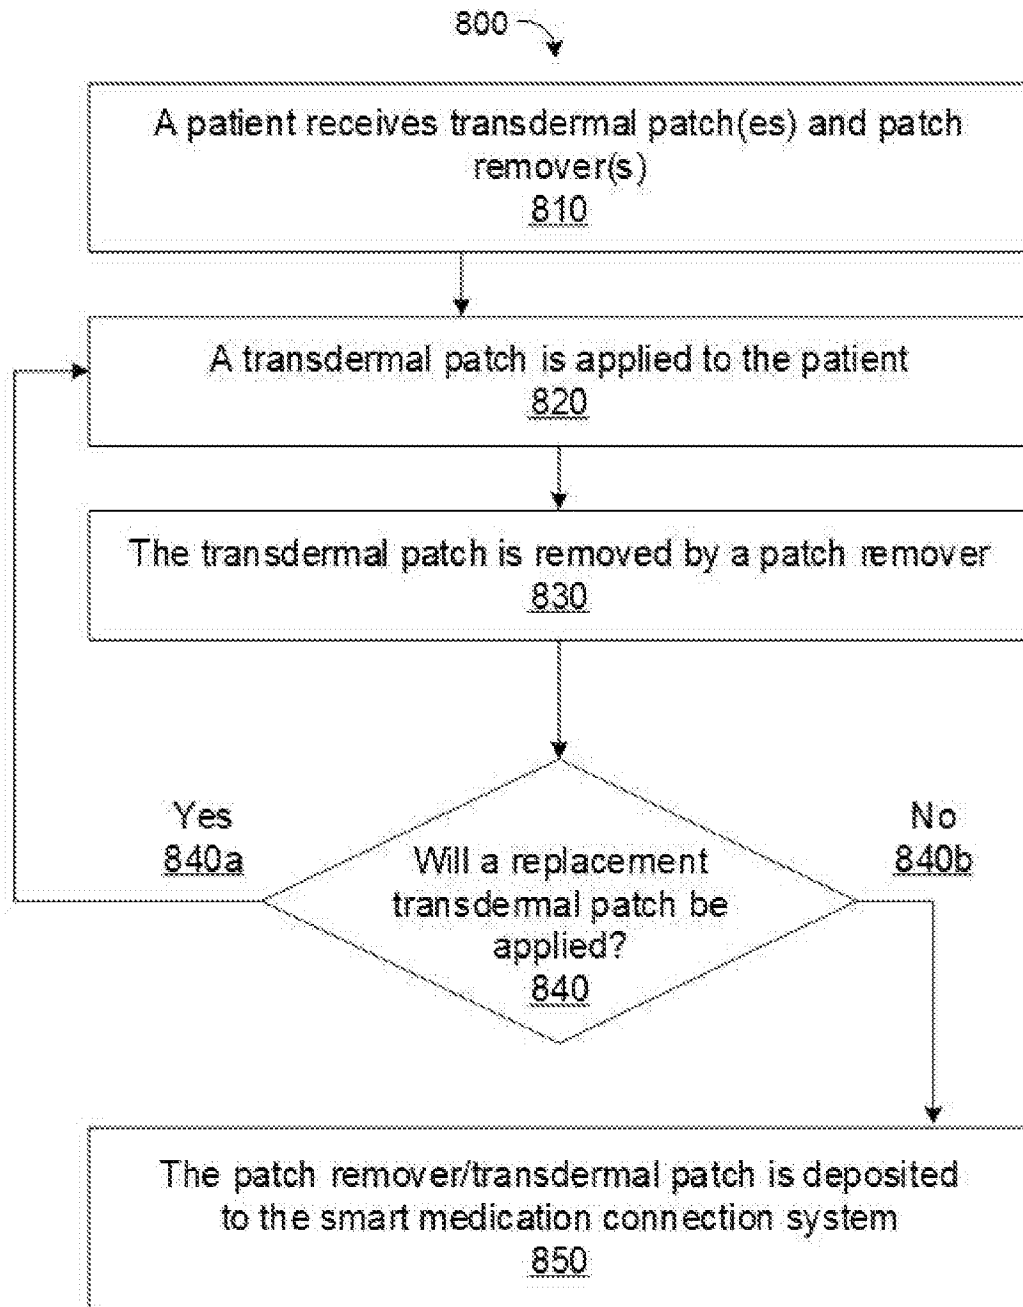 800
A patient receives transdermal patch(es) and patch
remover(s)
810
A transdermal patch is applied to the patient
820
The transdermal patch is removed by a patch remover
830
Yes
840a
No
840b
Will a replacement
transdermal patch be
applied?
840
The patch remover/transdermal patch is deposited
to the smart medication connection system
850